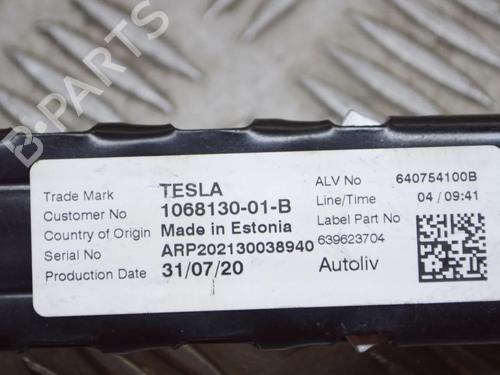 B-PARTS
Trade Mark TESLA ALV No 640754100B
Customer No 1068130-01-B Line/Time 04 / 09:41
Country of Origin Made in Estonia Label Part No
Serial No ARP202130038940 639623704
Production Date 31/07/20 Autoliv